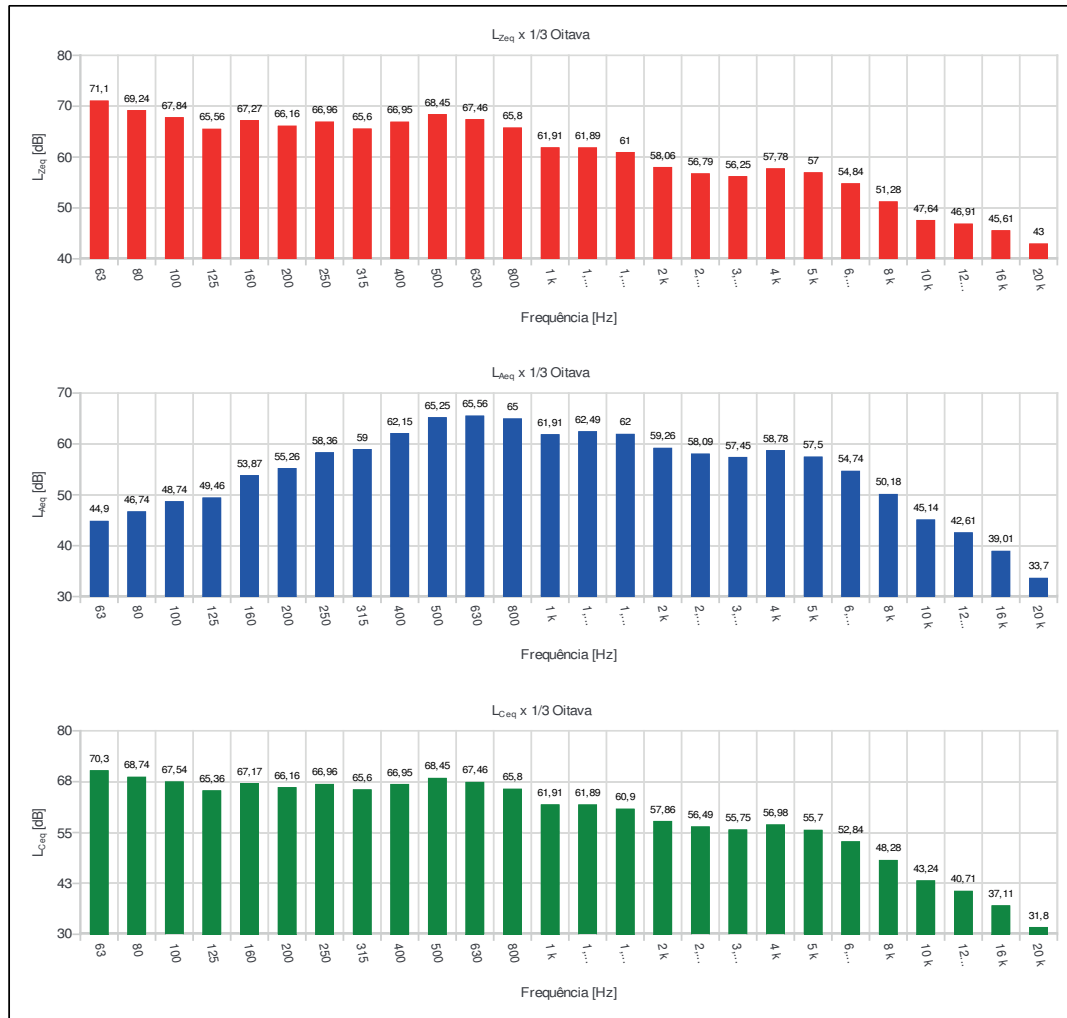 L_Zeq x 1/3 Oitava
L_Zeq [dB]
80
70
60
50
40
71,1 69,24 67,84 65,56 67,27 66,16 66,96 65,6 66,95 68,45 67,46 65,8 61,91 61,89 61 58,06 56,79 56,25 57,78 57 54,84 51,28 47,64 46,91 45,61 43
63 80 100 125 160 200 250 315 400 500 630 800 1 k 1,... 1,... 2 k 2,... 3,... 4 k 5 k 6,... 8 k 10 k 12... 16 k 20 k
Frequência [Hz]
L_Aeq x 1/3 Oitava
L_Aeq [dB]
70
60
50
40
30
44,9 46,74 48,74 49,46 53,87 55,26 58,36 59 62,15 65,25 65,56 65 61,91 62,49 62 59,26 58,09 57,45 58,78 57,5 54,74 50,18 45,14 42,61 39,01 33,7
63 80 100 125 160 200 250 315 400 500 630 800 1 k 1,... 1,... 2 k 2,... 3,... 4 k 5 k 6,... 8 k 10 k 12... 16 k 20 k
Frequência [Hz]
L_Ceq x 1/3 Oitava
L_Ceq [dB]
80
68
55
43
30
70,3 68,74 67,54 65,36 67,17 66,16 66,96 65,6 66,95 68,45 67,46 65,8 61,91 61,89 60,9 57,86 56,49 55,75 56,98 55,7 52,84 48,28 43,24 40,71 37,11 31,8
63 80 100 125 160 200 250 315 400 500 630 800 1 k 1,... 1,... 2 k 2,... 3,... 4 k 5 k 6,... 8 k 10 k 12... 16 k 20 k
Frequência [Hz]